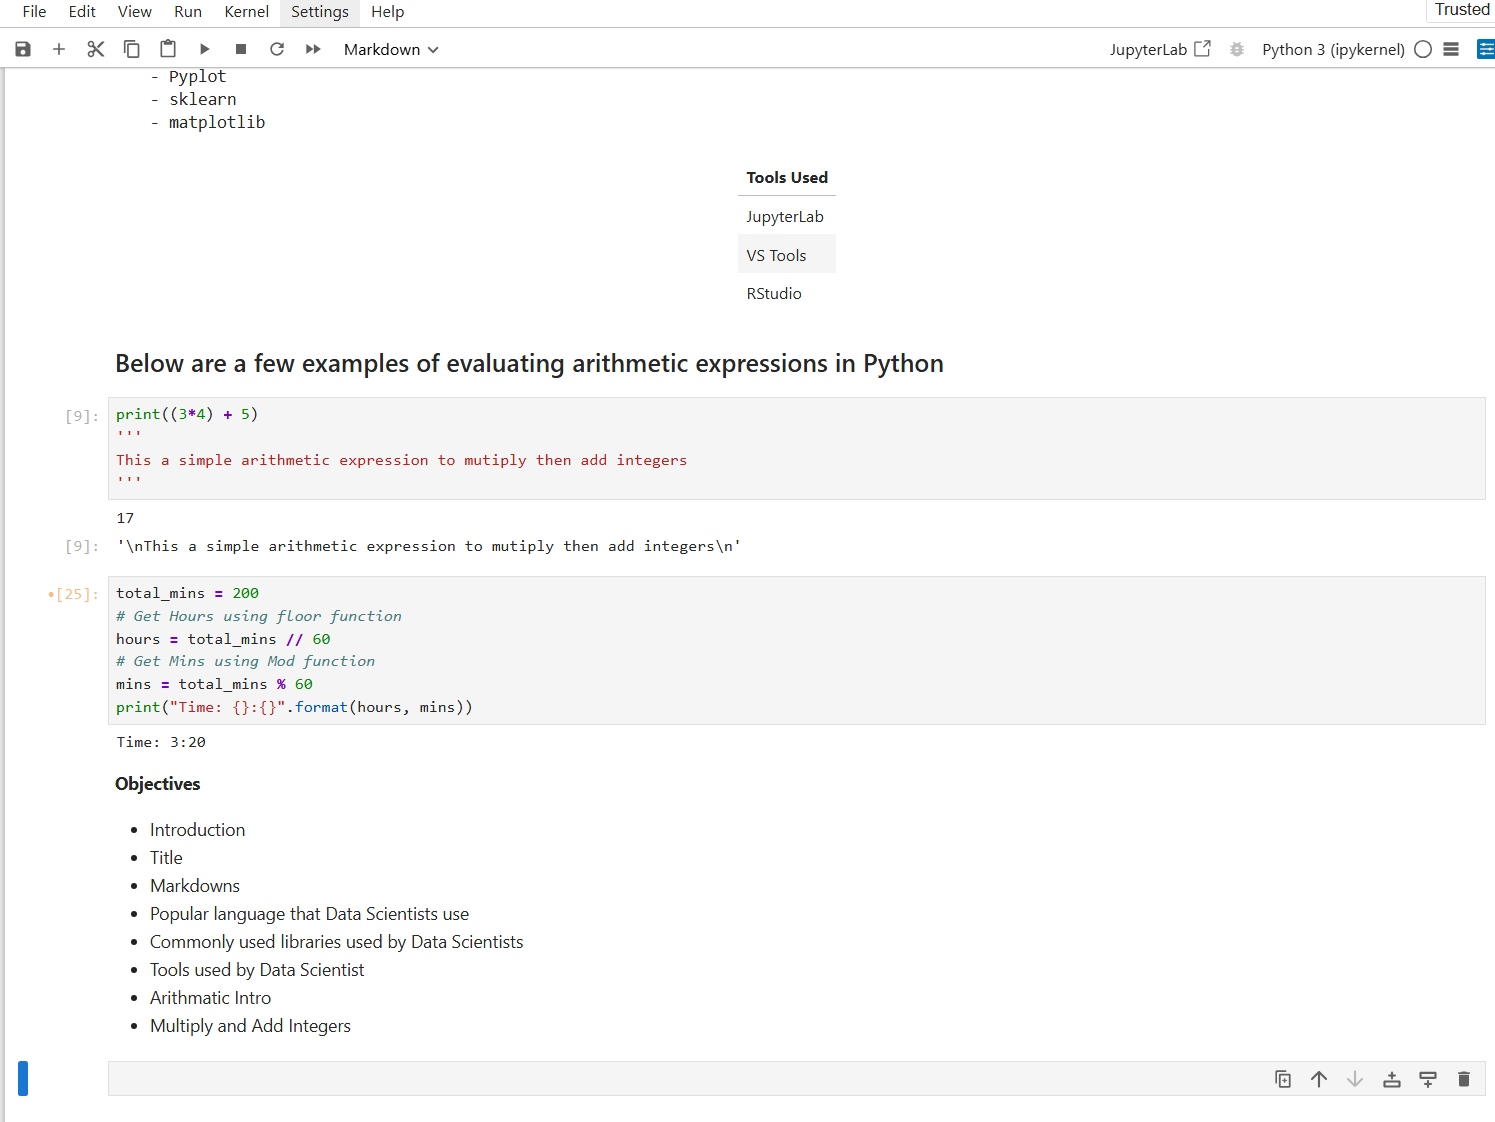 File Edit View Run Kernel Settings Help
Trusted
Markdown
JupyterLab
Python 3 (ipykernel)
- Pyplot
- sklearn
- matplotlib
Tools Used
JupyterLab
VS Tools
RStudio
Below are a few examples of evaluating arithmetic expressions in Python
[9]: print((3*4) + 5)
'''
This a simple arithmetic expression to mutiply then add integers
'''
17
[9]: '\nThis a simple arithmetic expression to mutiply then add integers\n'
•[25]: total_mins = 200
# Get Hours using floor function
hours = total_mins // 60
# Get Mins using Mod function
mins = total_mins % 60
print("Time: {}:{}".format(hours, mins))
Time: 3:20
Objectives
• Introduction
• Title
• Markdowns
• Popular language that Data Scientists use
• Commonly used libraries used by Data Scientists
• Tools used by Data Scientist
• Arithmatic Intro
• Multiply and Add Integers